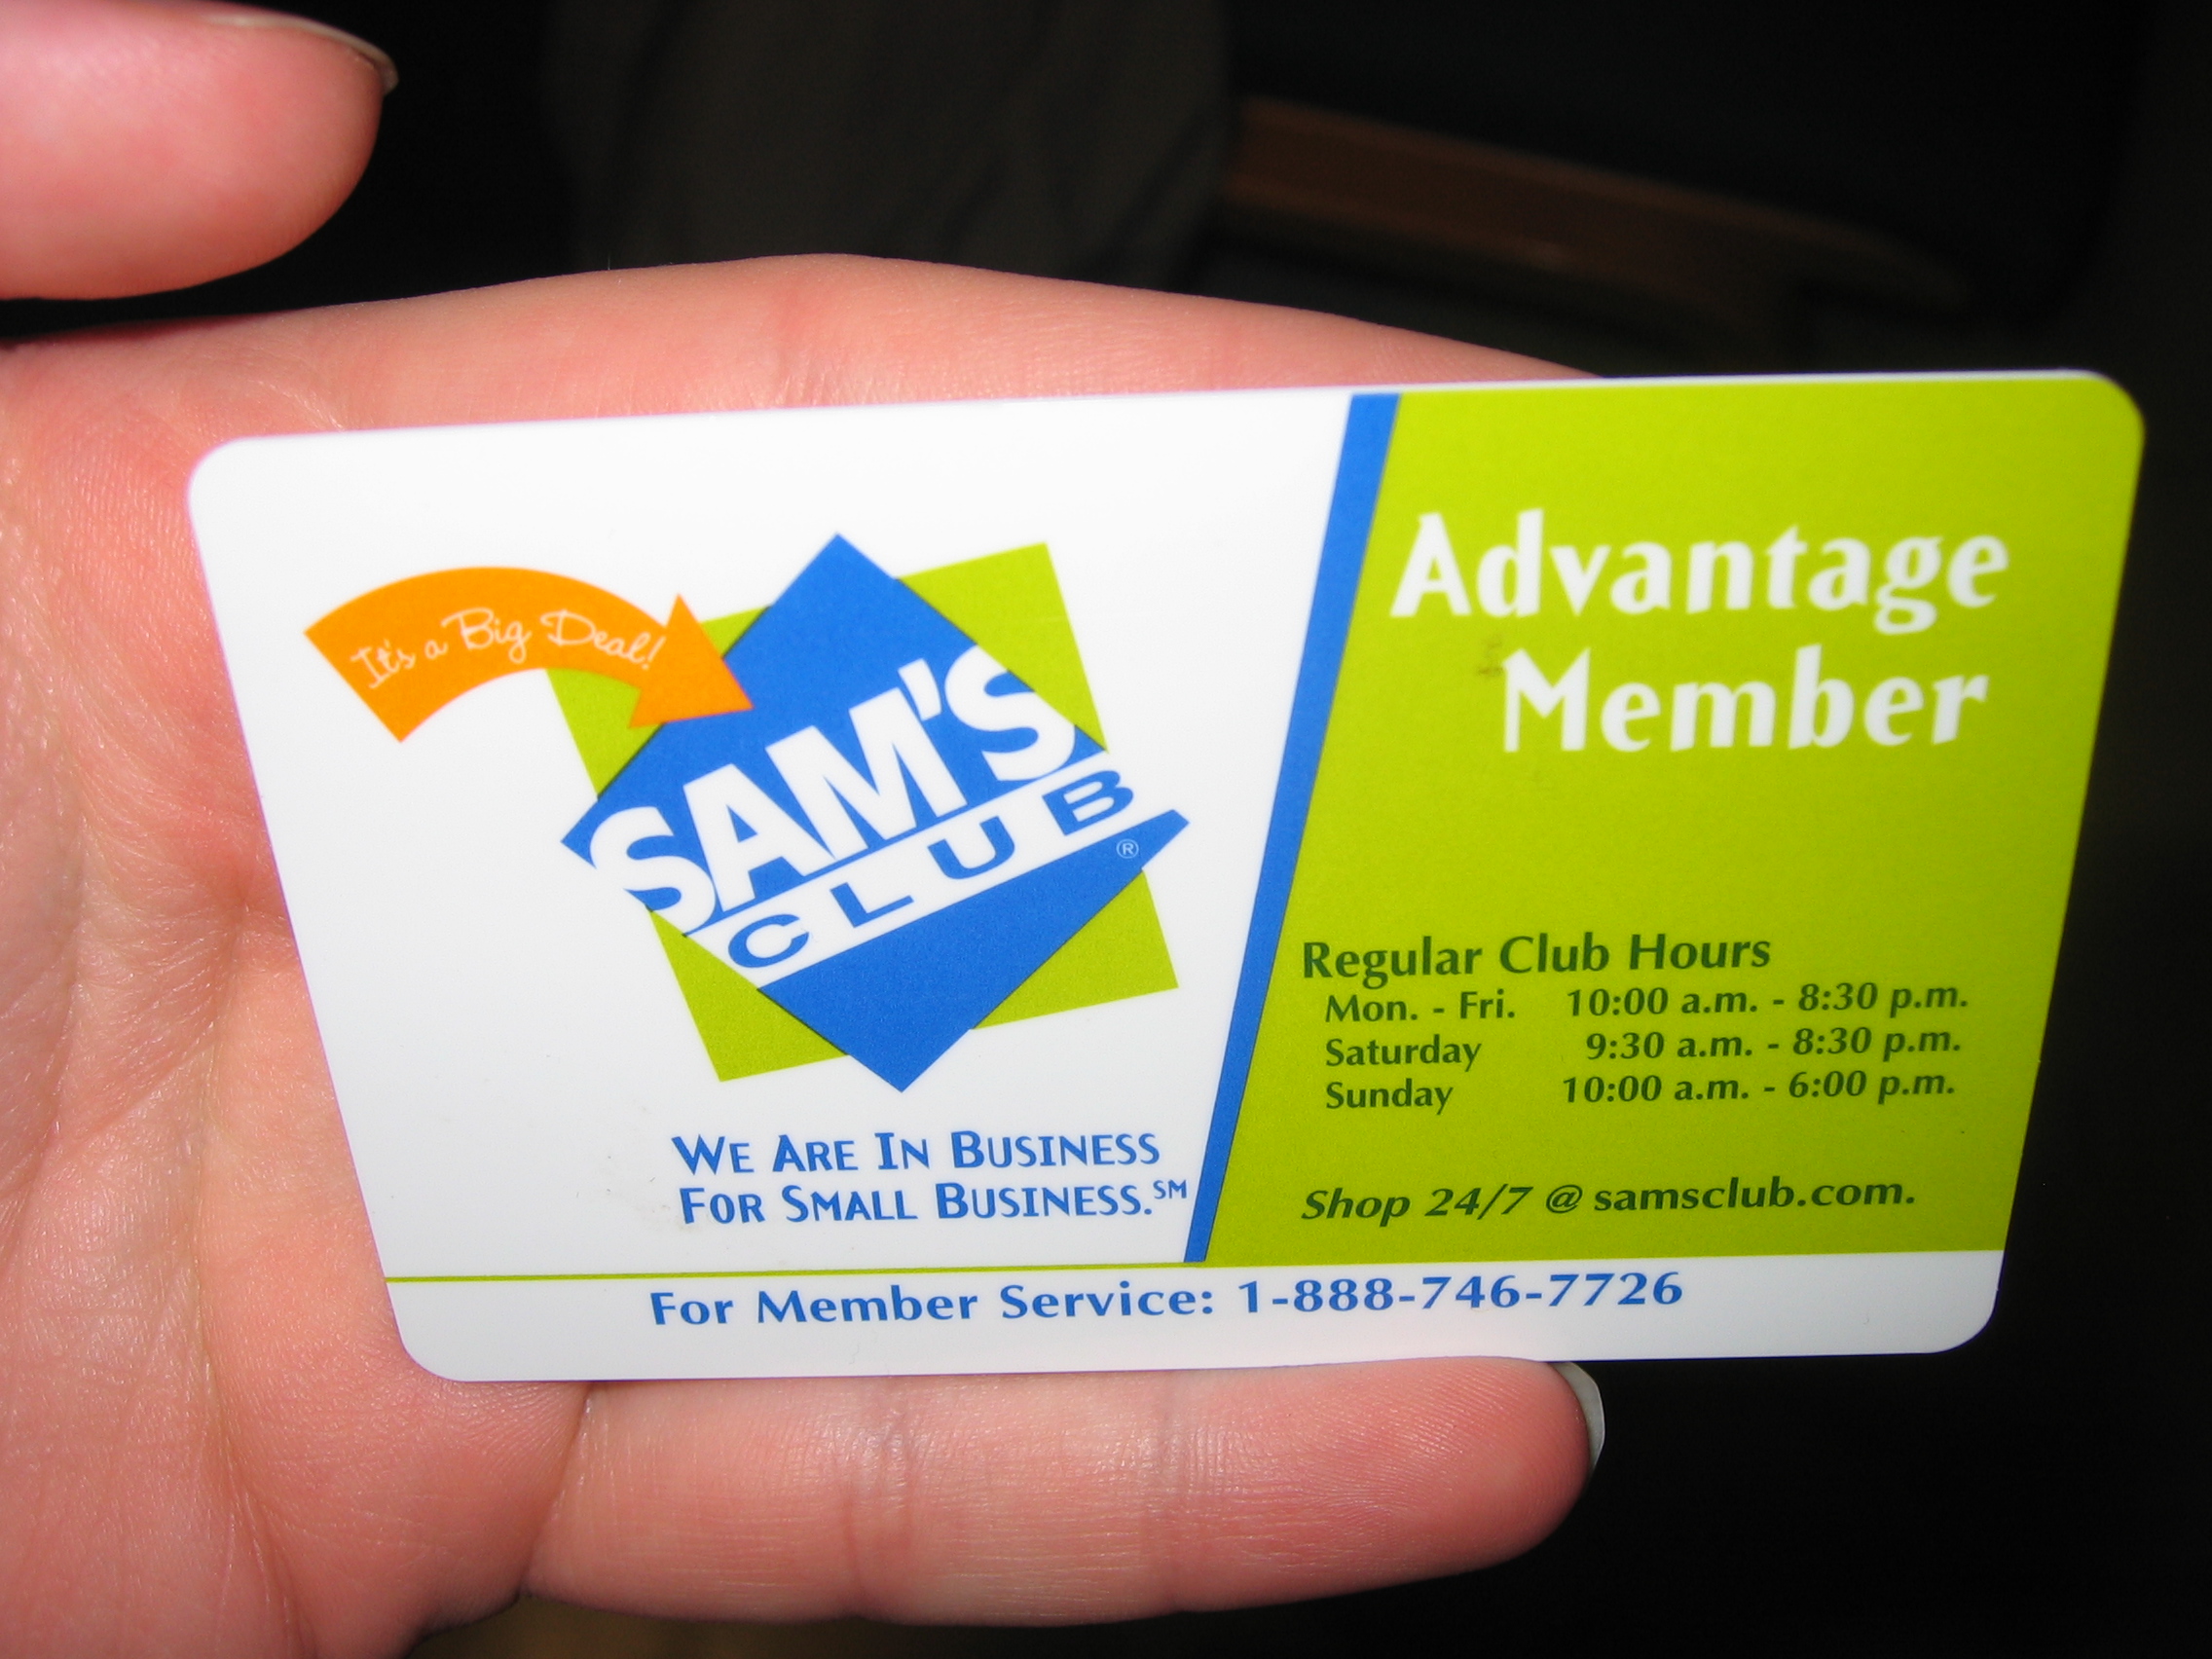 It's a Big Deal!
SAM'S
CLUB®
WE ARE IN BUSINESS
FOR SMALL BUSINESS.℠
Advantage
Member
Regular Club Hours
Mon. - Fri. 10:00 a.m. - 8:30 p.m.
Saturday 9:30 a.m. - 8:30 p.m.
Sunday 10:00 a.m. - 6:00 p.m.
Shop 24/7 @ samsclub.com.
For Member Service: 1-888-746-7726